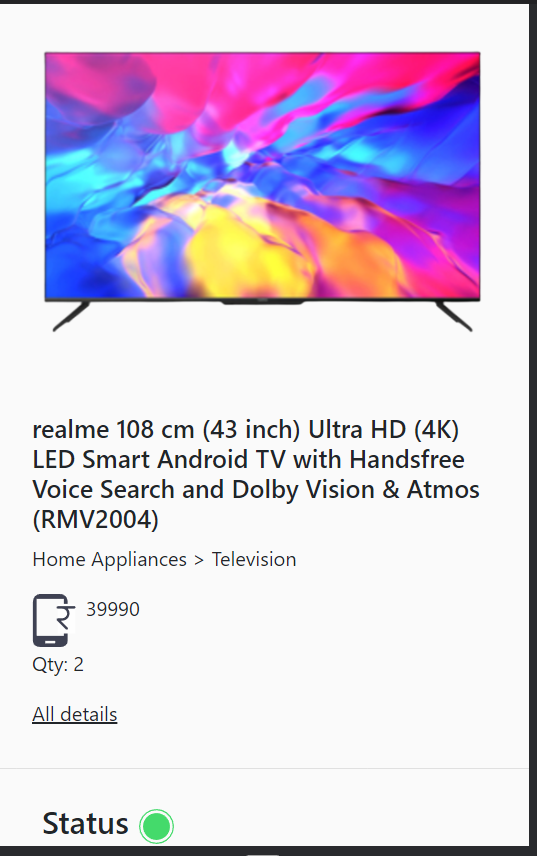 realme 108 cm (43 inch) Ultra HD (4K)
LED Smart Android TV with Handsfree
Voice Search and Dolby Vision & Atmos
(RMV2004)
Home Appliances > Television
₹ 39990
Qty: 2
All details
Status